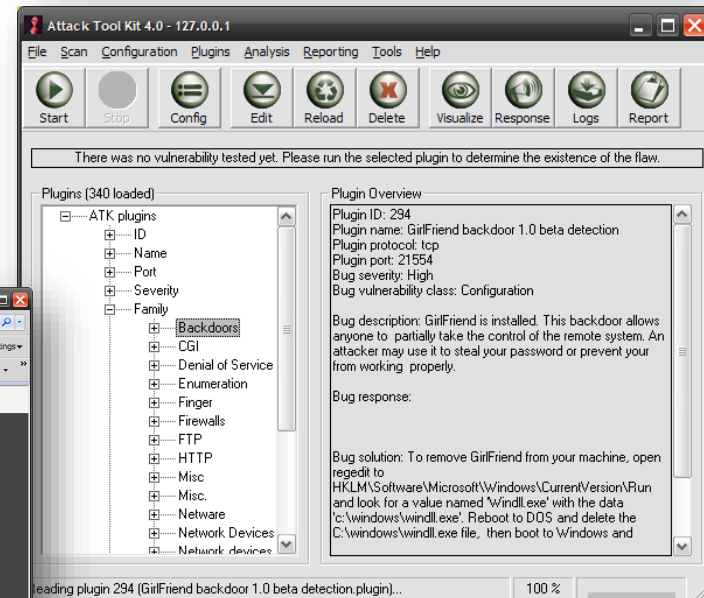 Attack Tool Kit 4.0 - 127.0.0.1
File Scan Configuration Plugins Analysis Reporting Tools Help
Start Stop Config Edit Reload Delete Visualize Response Logs Report
There was no vulnerability tested yet. Please run the selected plugin to determine the existence of the flaw.
Plugins (340 loaded)
ATK plugins
ID
Name
Port
Severity
Family
Backdoors
CGI
Denial of Service
Enumeration
Finger
Firewalls
FTP
HTTP
Misc
Misc.
Netware
Network Devices
Network devices
Plugin Overview
Plugin ID: 294
Plugin name: GirlFriend backdoor 1.0 beta detection
Plugin protocol: tcp
Plugin port: 21554
Bug severity: High
Bug vulnerability class: Configuration
Bug description: GirlFriend is installed. This backdoor allows
anyone to partially take the control of the remote system. An
attacker may use it to steal your password or prevent your
from working properly.
Bug response:
Bug solution: To remove GirlFriend from your machine, open
regedit to
HKLM\Software\Microsoft\Windows\CurrentVersion\Run
and look for a value named 'Windll.exe' with the data
'c:\windows\windll.exe'. Reboot to DOS and delete the
C:\windows\windll.exe file, then boot to Windows and
eading plugin 294 (GirlFriend backdoor 1.0 beta detection.plugin)...
100 %
tings